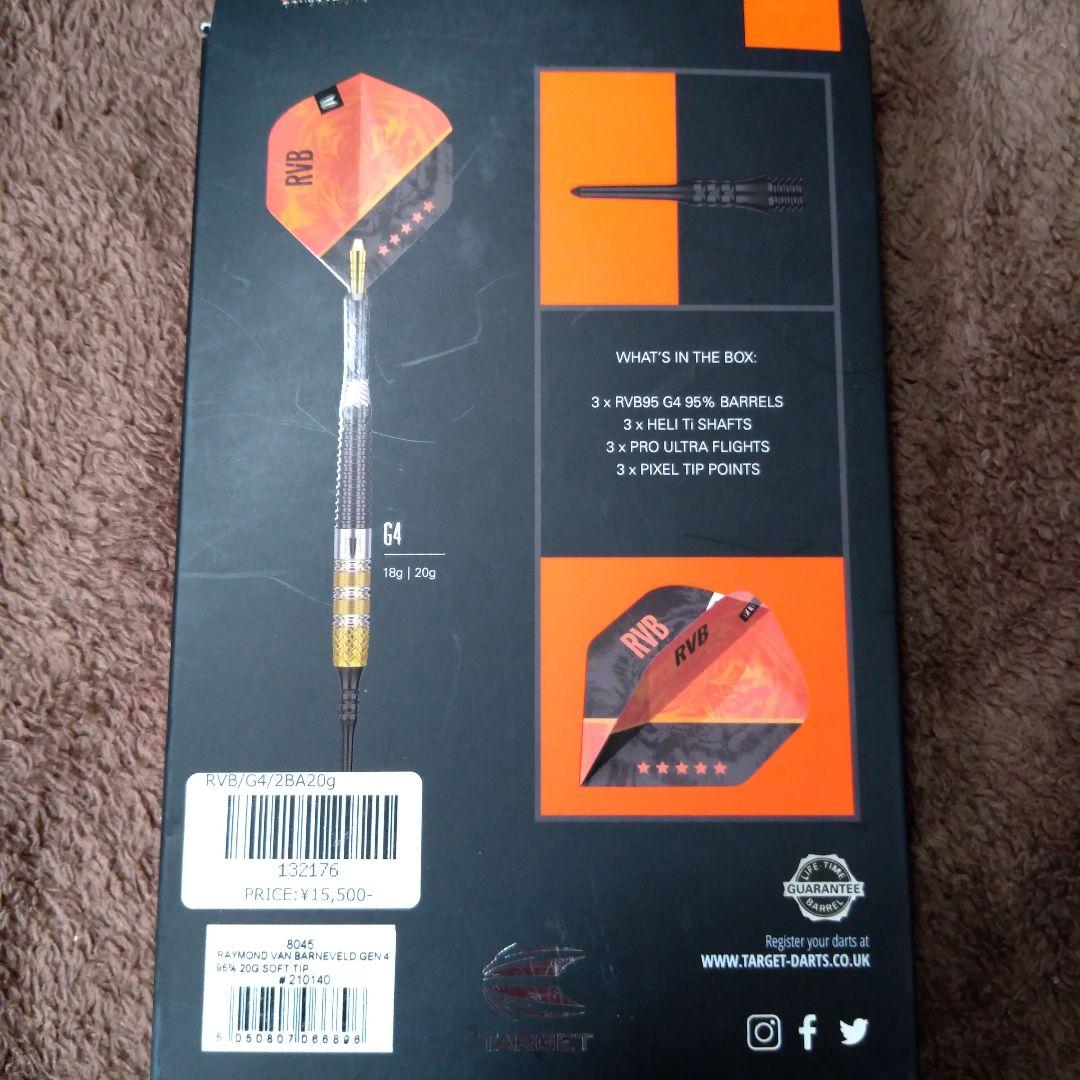 RVB
WHAT'S IN THE BOX:
3 x RVB95 G4 95% BARRELS
3 x HELI Ti SHAFTS
3 x PRO ULTRA FLIGHTS
3 x PIXEL TIP POINTS
G4
18g | 20g
RVB
RVB
RVB/G4/2BA20g
132176
PRICE:¥15,500-
8045
RAYMOND VAN BARNEVELD GEN 4
95% 20G SOFT TIP
#210140
5 050807 066896
TARGET
LIFE-TIME
GUARANTEE
BARREL
Register your darts at
WWW.TARGET-DARTS.CO.UK